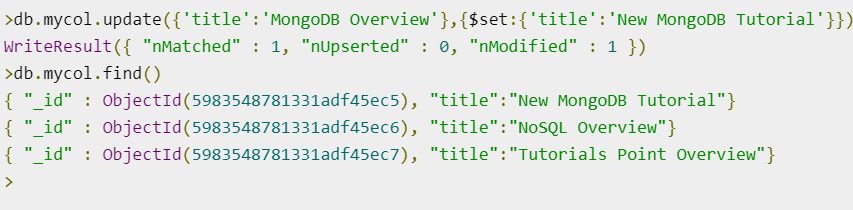 >db.mycol.update({'title':'MongoDB Overview'},{$set:{'title':'New MongoDB Tutorial'}})
WriteResult({ "nMatched" : 1, "nUpserted" : 0, "nModified" : 1 })
>db.mycol.find()
{ "_id" : ObjectId(5983548781331adf45ec5), "title":"New MongoDB Tutorial"}
{ "_id" : ObjectId(5983548781331adf45ec6), "title":"NoSQL Overview"}
{ "_id" : ObjectId(5983548781331adf45ec7), "title":"Tutorials Point Overview"}
>